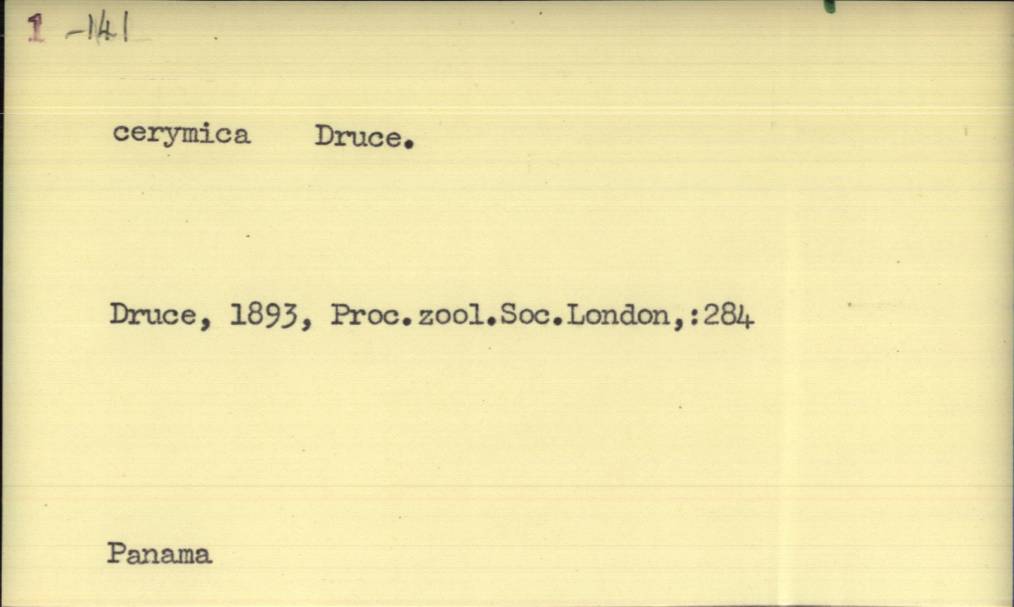 1 -141
cerymica Druce.
Druce, 1893, Proc.zool.Soc.London,:284
Panama